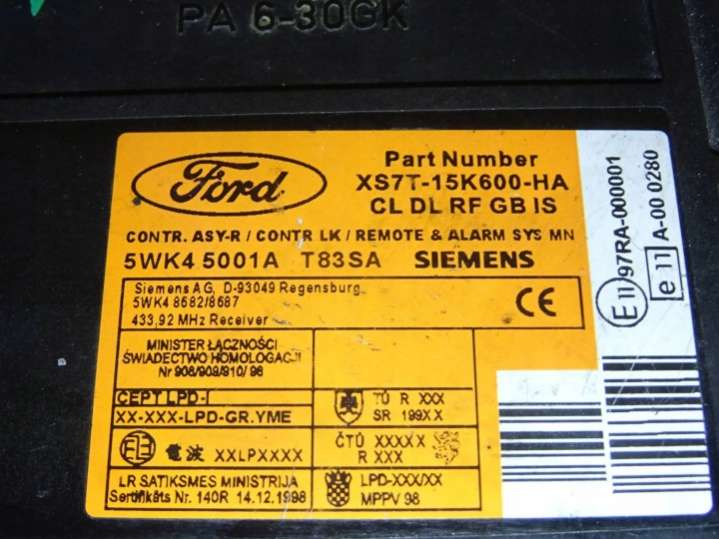 PA 6-30GK
Ford
Part Number
XS7T-15K600-HA
CL DL RF GB IS
CONTR. ASY-R / CONTR LK / REMOTE & ALARM SYS MN
5WK4 5001A T83SA SIEMENS
Siemens AG, D-93049 Regensburg
5WK4 8682/8687
433,92 MHz Receiver
CE
MINISTER ŁĄCZNOŚCI
ŚWIADECTWO HOMOLOGACJI
Nr 908/909/910/98
CEPT LPD-I
XX-XXX-LPD-GR.YME
TÚ R XXX
SR 199XX
電波 XXLPXXXX
ČTÚ XXXXX
R XXX
LR SATIKSMES MINISTRIJA
Sertifikāts Nr. 140R 14.12.1998
LPD-XXX/XX
MPPV 98
E 11 97RA-000001
e 11 A-00 0280